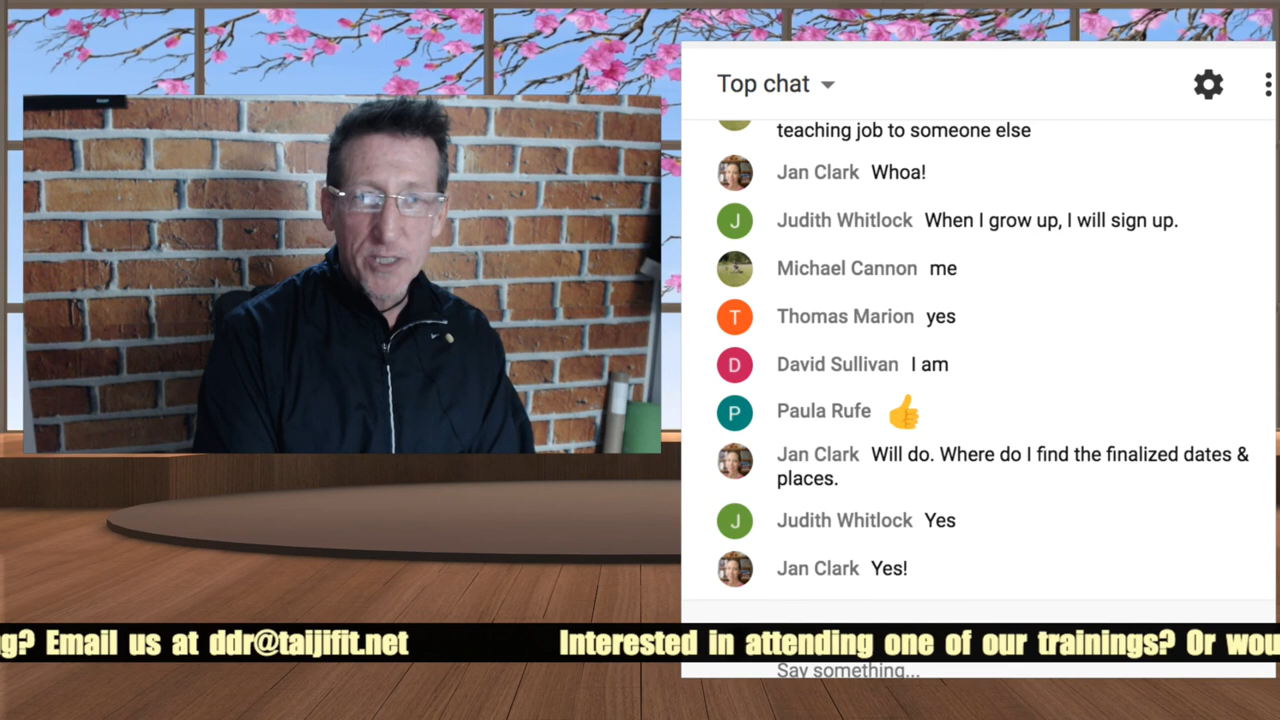 Top chat
teaching job to someone else
Jan Clark Whoa!
J Judith Whitlock When I grow up, I will sign up.
Michael Cannon me
T Thomas Marion yes
D David Sullivan I am
P Paula Rufe 👍
Jan Clark Will do. Where do I find the finalized dates &
places.
J Judith Whitlock Yes
Jan Clark Yes!
g? Email us at ddr@taijifit.net Interested in attending one of our trainings? Or wou
Say something...